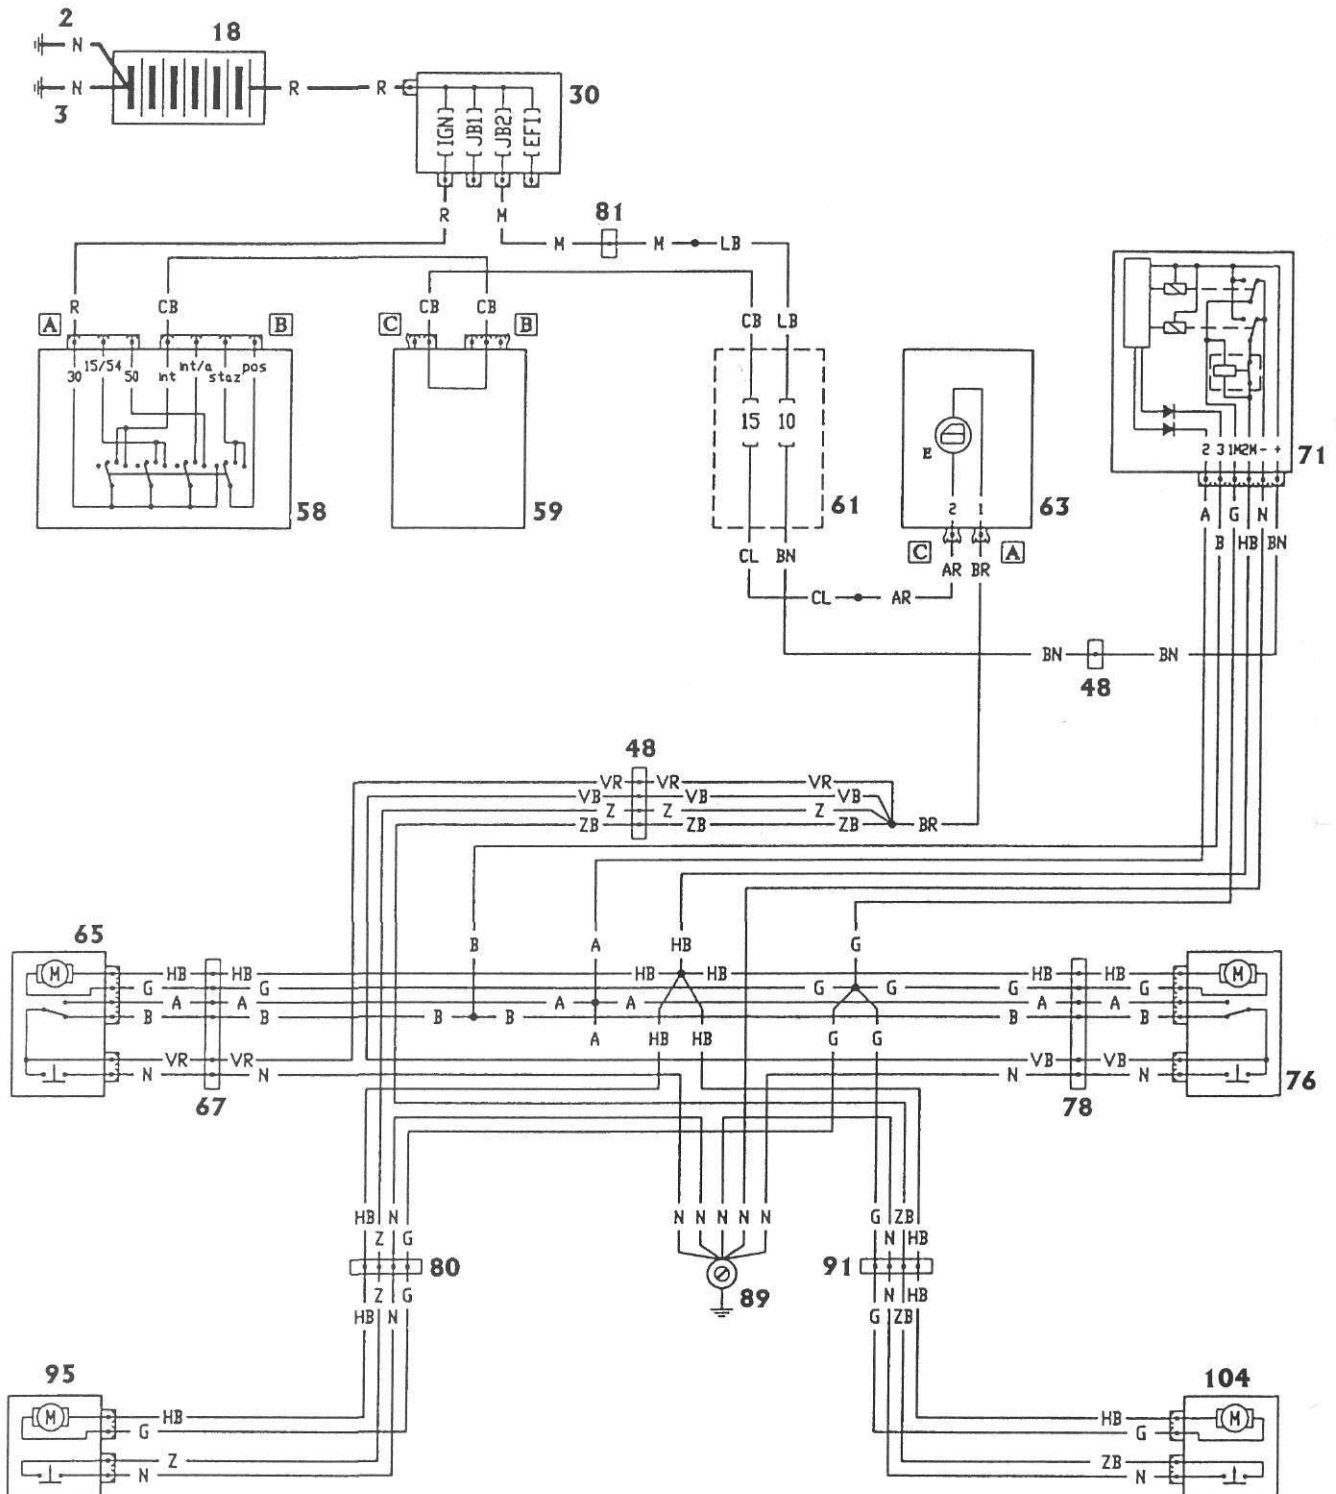 2
N
18
N
R
R
30
3
IGN
JB1
JB2
EFI
R
M
81
M
M
LB
R
CB
CB
CB
CB
LB
A
B
C
B
30
15/54
50
int
int/a
staz
pos
15
10
E
2
1
2 3 1M 2M - +
71
58
59
61
63
C
A
A
G
N
B
HB
BN
CL
BN
AR
BR
CL
AR
BN
BN
48
48
VR
VR
VR
VB
VB
VB
Z
Z
Z
ZB
ZB
ZB
BR
65
B
A
HB
G
M
HB
HB
HB
HB
HB
HB
M
G
G
G
G
G
G
A
A
A
A
A
A
B
B
B
B
B
B
HB
HB
A
G
G
VR
VR
VB
VB
N
N
N
N
67
78
76
HB
N
N
N
N
N
N
G
ZB
Z
G
N
HB
80
91
Z
G
N
HB
HB
N
G
ZB
89
95
104
M
HB
HB
M
G
G
Z
ZB
N
N